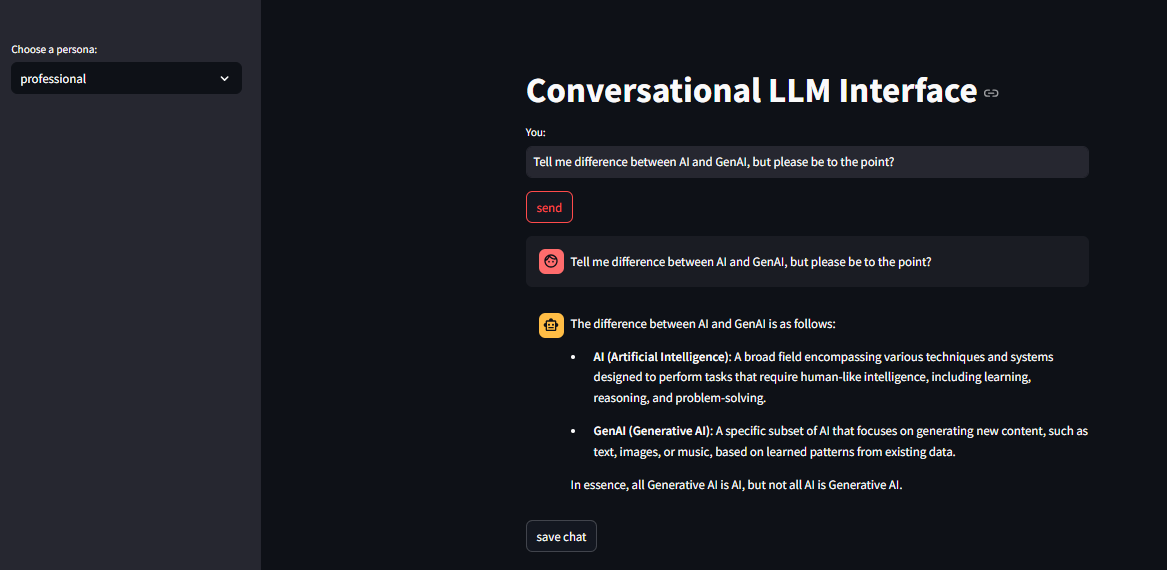 Choose a persona:
professional
Conversational LLM Interface
You:
Tell me difference between AI and GenAI, but please be to the point?
send
Tell me difference between AI and GenAI, but please be to the point?
The difference between AI and GenAI is as follows:
• AI (Artificial Intelligence): A broad field encompassing various techniques and systems
designed to perform tasks that require human-like intelligence, including learning,
reasoning, and problem-solving.
• GenAI (Generative AI): A specific subset of AI that focuses on generating new content, such as
text, images, or music, based on learned patterns from existing data.
In essence, all Generative AI is AI, but not all AI is Generative AI.
save chat